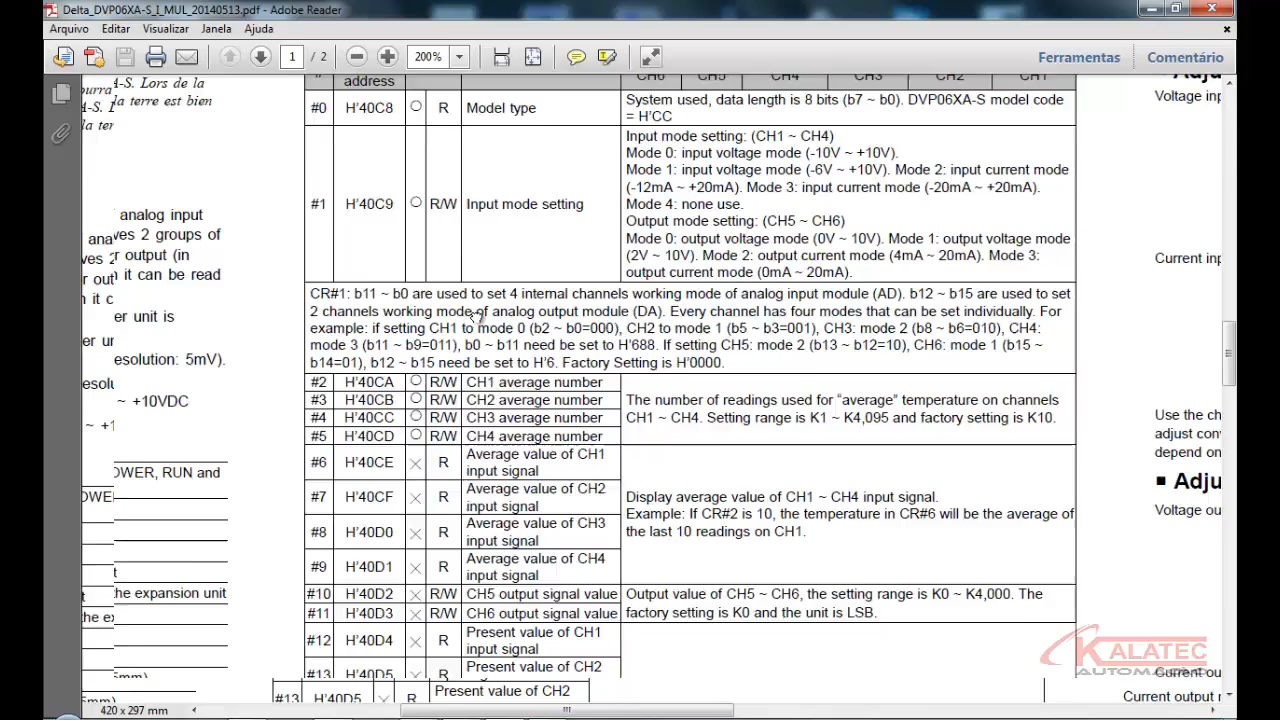 Delta_DVP06XA-S_I_MUL_20140513.pdf - Adobe Reader
Arquivo Editar Visualizar Janela Ajuda
1 / 2 200% Ferramentas Comentário
address CH6 CH5 CH4 CH3 CH2 CH1
#0 H'40C8 ○ R Model type System used, data length is 8 bits (b7 ~ b0). DVP06XA-S model code
= H'CC
Input mode setting: (CH1 ~ CH4)
Mode 0: input voltage mode (-10V ~ +10V).
Mode 1: input voltage mode (-6V ~ +10V). Mode 2: input current mode
(-12mA ~ +20mA). Mode 3: input current mode (-20mA ~ +20mA).
#1 H'40C9 ○ R/W Input mode setting Mode 4: none use.
Output mode setting: (CH5 ~ CH6)
Mode 0: output voltage mode (0V ~ 10V). Mode 1: output voltage mode
(2V ~ 10V). Mode 2: output current mode (4mA ~ 20mA). Mode 3:
output current mode (0mA ~ 20mA).
CR#1: b11 ~ b0 are used to set 4 internal channels working mode of analog input module (AD). b12 ~ b15 are used to set
2 channels working mode of analog output module (DA). Every channel has four modes that can be set individually. For
example: if setting CH1 to mode 0 (b2 ~ b0=000), CH2 to mode 1 (b5 ~ b3=001), CH3: mode 2 (b8 ~ b6=010), CH4:
mode 3 (b11 ~ b9=011), b0 ~ b11 need be set to H'688. If setting CH5: mode 2 (b13 ~ b12=10), CH6: mode 1 (b15 ~
b14=01), b12 ~ b15 need be set to H'6. Factory Setting is H'0000.
#2 H'40CA ○ R/W CH1 average number
#3 H'40CB ○ R/W CH2 average number The number of readings used for "average" temperature on channels
#4 H'40CC ○ R/W CH3 average number CH1 ~ CH4. Setting range is K1 ~ K4,095 and factory setting is K10.
#5 H'40CD ○ R/W CH4 average number
#6 H'40CE × R Average value of CH1
input signal
#7 H'40CF × R Average value of CH2
input signal
Display average value of CH1 ~ CH4 input signal.
Example: If CR#2 is 10, the temperature in CR#6 will be the average of
the last 10 readings on CH1.
#8 H'40D0 × R Average value of CH3
input signal
#9 H'40D1 × R Average value of CH4
input signal
#10 H'40D2 × R/W CH5 output signal value Output value of CH5 ~ CH6, the setting range is K0 ~ K4,000. The
#11 H'40D3 × R/W CH6 output signal value factory setting is K0 and the unit is LSB.
#12 H'40D4 × R Present value of CH1
input signal
#13 H'40D5 × R Present value of CH2
#13 H'40D5 × R Present value of CH2
4-S. Lors de la
la terre est bien
analog input
ves 2 groups of
r output (in
it can be read
er unit is
esolution: 5mV).
~ +10VDC
OWER, RUN and
the expansion unit
Voltage inp
Current inp
Use the ch
adjust conv
depend on
■ Adju
Voltage ou
Current ou
Current output r
KALATEC
AUTOMAÇÃO
420 x 297 mm